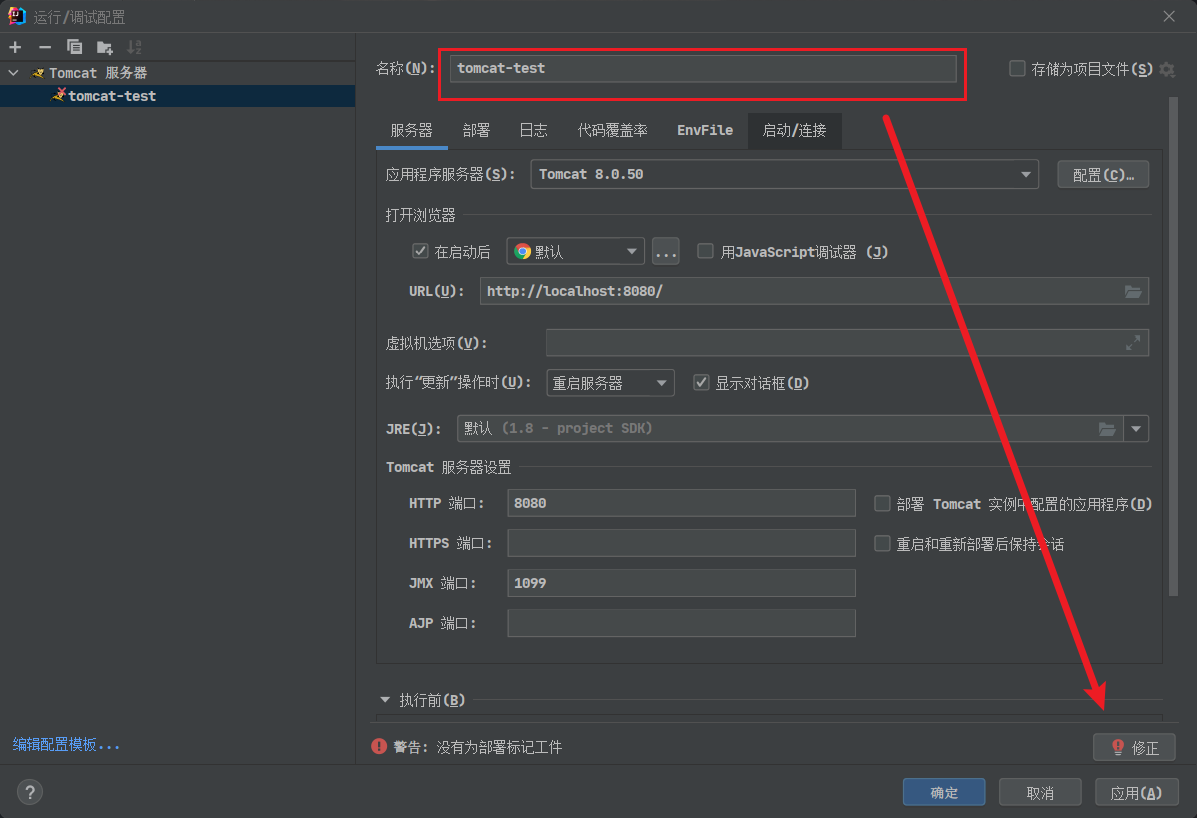 运行/调试配置
Tomcat 服务器
tomcat-test
编辑配置模板...
名称(N):
tomcat-test
存储为项目文件(S)
服务器 部署 日志 代码覆盖率 EnvFile 启动/连接
应用程序服务器(S): Tomcat 8.0.50 配置(C)…
打开浏览器
在启动后 默认 ... 用JavaScript调试器 (J)
URL(U): http://localhost:8080/
虚拟机选项(V):
执行“更新”操作时(U): 重启服务器 显示对话框(D)
JRE(J): 默认 (1.8 - project SDK)
Tomcat 服务器设置
HTTP 端口: 8080 部署 Tomcat 实例中配置的应用程序(D)
HTTPS 端口: 重启和重新部署后保持会话
JMX 端口: 1099
AJP 端口:
执行前(B)
警告: 没有为部署标记工件 修正
? 确定 取消 应用(A)